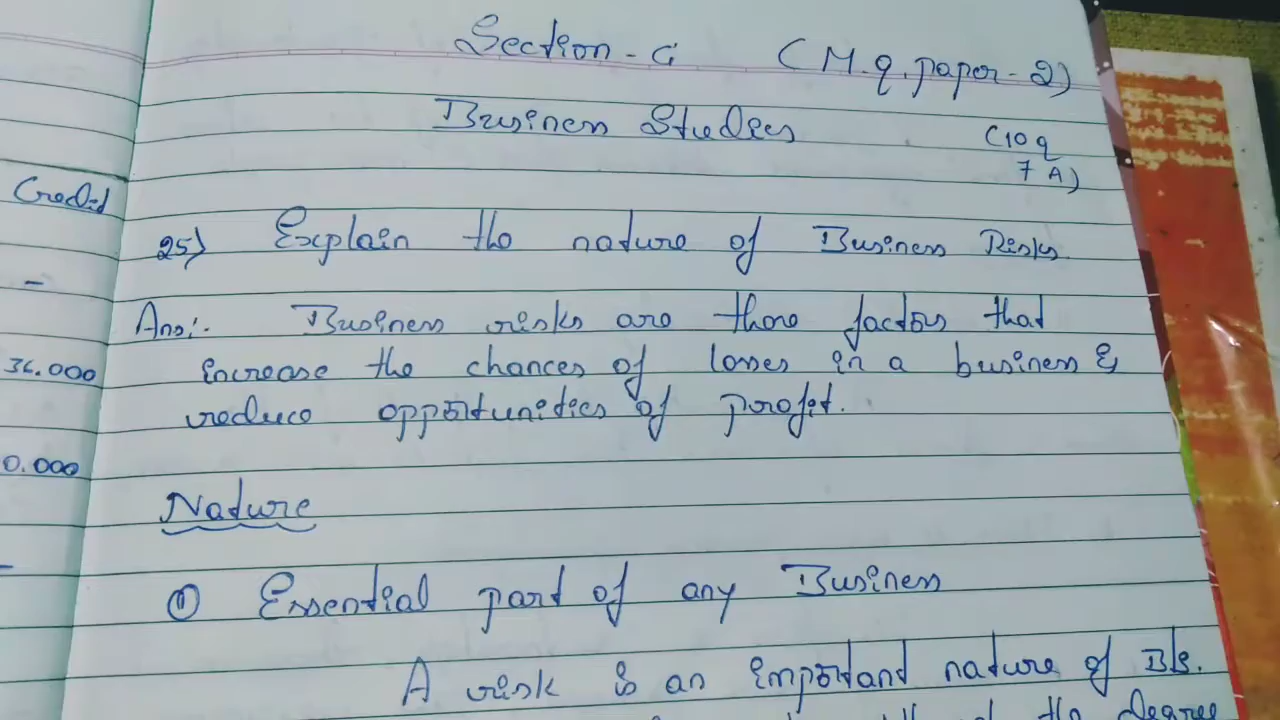 Section - G (M.q.paper-2)
Business Studies (10 q
7 A)
Credit
25) Explain the nature of Business Risks
-
Ans:- Business risks are those factors that
36.000 increase the chances of losses in a business &
reduce opportunities of profit.
0.000
Nature
① Essential part of any Business
A risk is an important nature of B/s.
the Degree